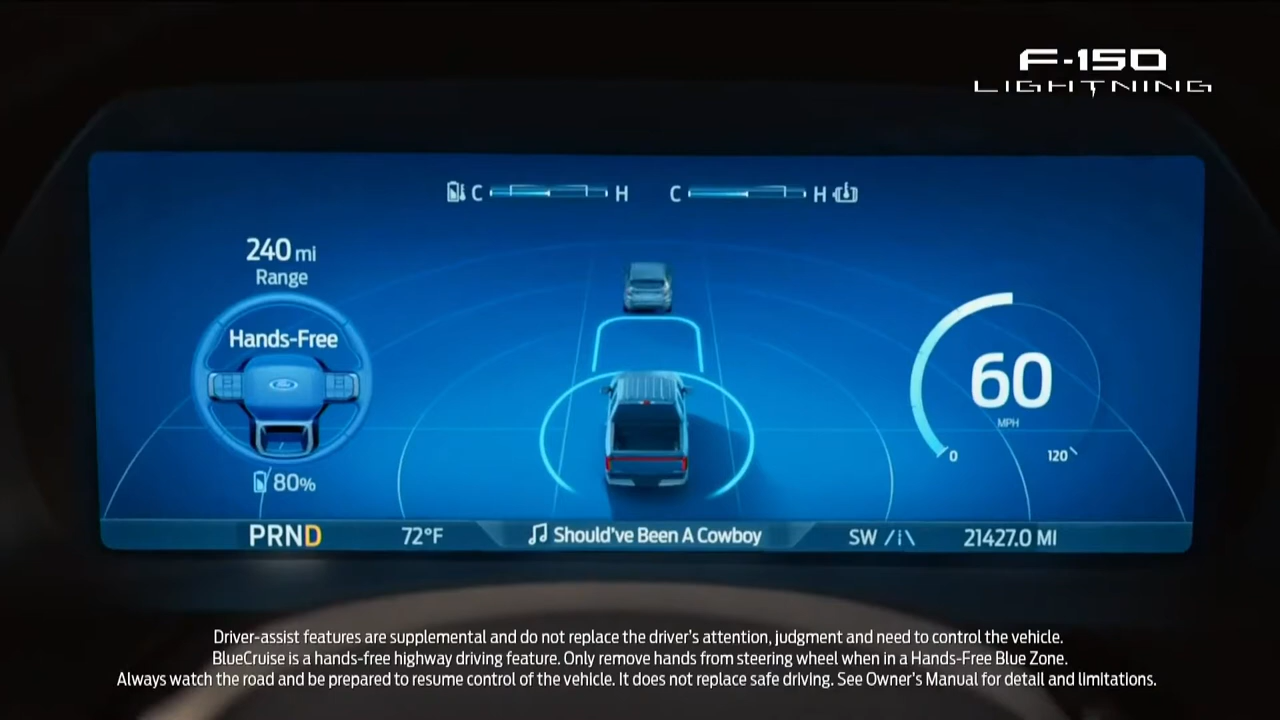 F-150
LIGHTNING
C H C H
240 mi
Range
Hands-Free
Ford
60
MPH
0 120
80%
PRND 72°F Should've Been A Cowboy SW 21427.0 MI
Driver-assist features are supplemental and do not replace the driver's attention, judgment and need to control the vehicle.
BlueCruise is a hands-free highway driving feature. Only remove hands from steering wheel when in a Hands-Free Blue Zone.
Always watch the road and be prepared to resume control of the vehicle. It does not replace safe driving. See Owner's Manual for detail and limitations.